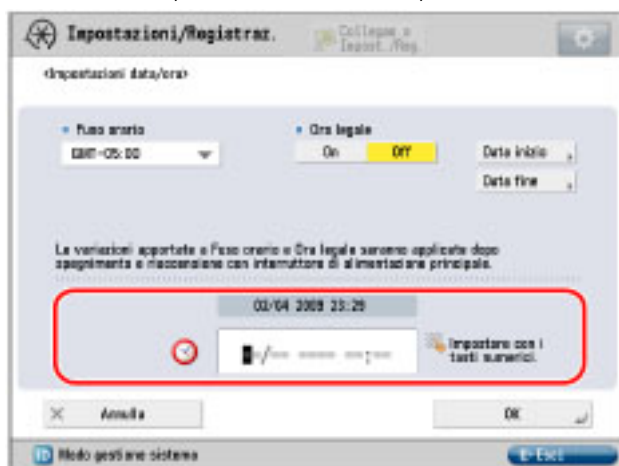 Impostazioni/Registraz.
Collegam a
Impost./Reg.
<Impostazioni data/ora>
Fuso orario
GMT-05:00
Ora legale
On
Off
Data inizio
Data fine
Le variazioni apportate a Fuso orario e Ora legale saranno applicate dopo
spegnimento e riaccensione con interruttore di alimentazione principale.
02/04 2009 23:29
--/-- ---- --:--
Impostare con i
tasti numerici.
Annulla
OK
Modo gestione sistema
Esci